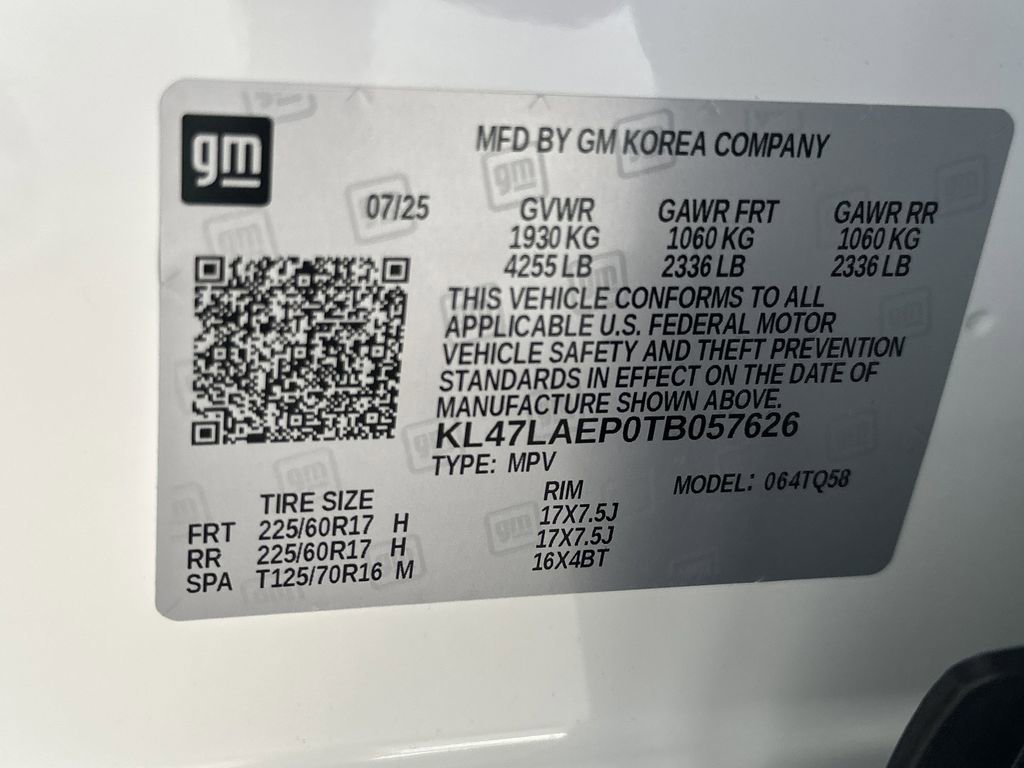 gm
MFD BY GM KOREA COMPANY
07/25 GVWR GAWR FRT GAWR RR
1930 KG 1060 KG 1060 KG
4255 LB 2336 LB 2336 LB
THIS VEHICLE CONFORMS TO ALL
APPLICABLE U.S. FEDERAL MOTOR
VEHICLE SAFETY AND THEFT PREVENTION
STANDARDS IN EFFECT ON THE DATE OF
MANUFACTURE SHOWN ABOVE.
KL47LAEP0TB057626
TYPE: MPV MODEL: 064TQ58
TIRE SIZE RIM
FRT 225/60R17 H 17X7.5J
RR 225/60R17 H 17X7.5J
SPA T125/70R16 M 16X4BT